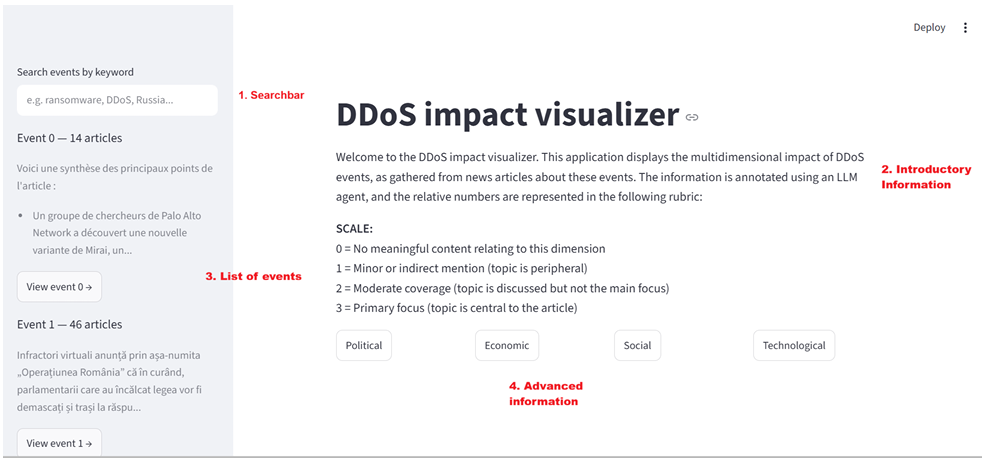 Deploy
Search events by keyword
e.g. ransomware, DDoS, Russia...
1. Searchbar
Event 0 — 14 articles
Voici une synthèse des principaux points de
l'article :
• Un groupe de chercheurs de Palo Alto
Network a découvert une nouvelle
variante de Mirai, un...
3. List of events
View event 0 →
Event 1 — 46 articles
Infractori virtuali anunță prin așa-numita
„Operațiunea România” că în curând,
parlamentarii care au încălcat legea vor fi
demascați și trași la răspu...
View event 1 →
DDoS impact visualizer
Welcome to the DDoS impact visualizer. This application displays the multidimensional impact of DDoS
events, as gathered from news articles about these events. The information is annotated using an LLM
agent, and the relative numbers are represented in the following rubric:
2. Introductory
Information
SCALE:
0 = No meaningful content relating to this dimension
1 = Minor or indirect mention (topic is peripheral)
2 = Moderate coverage (topic is discussed but not the main focus)
3 = Primary focus (topic is central to the article)
Political
Economic
Social
Technological
4. Advanced
information